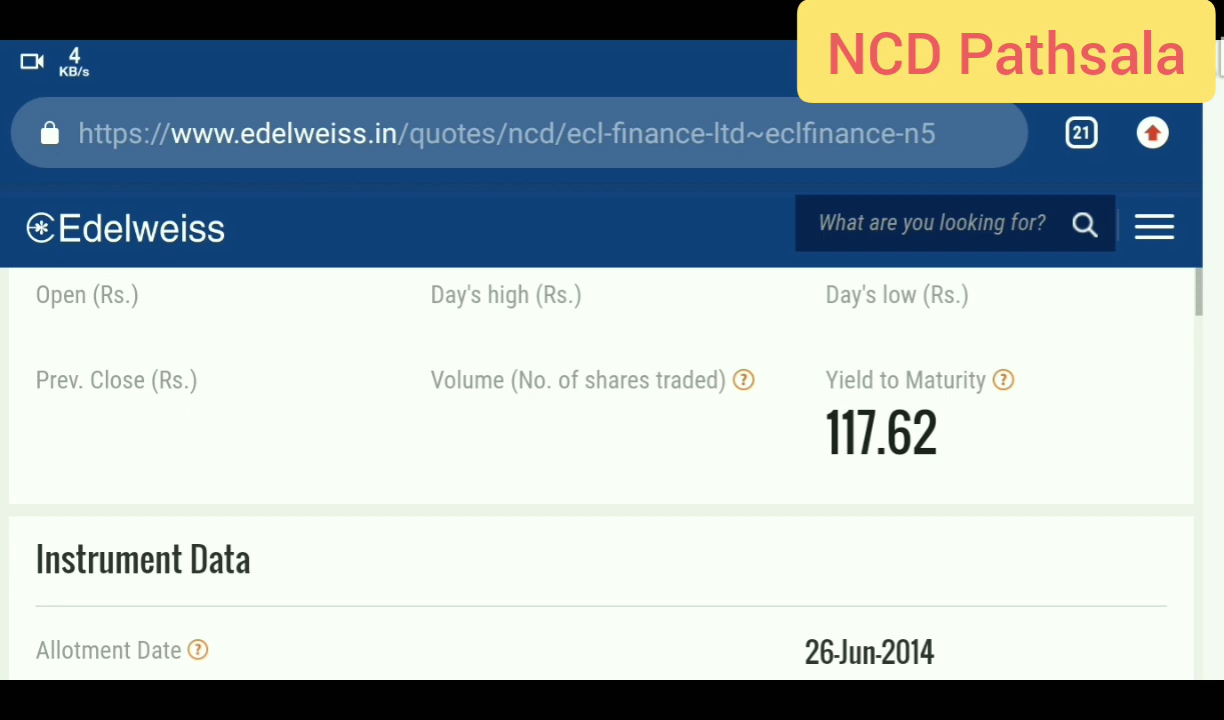 NCD Pathsala
4
KB/s
https://www.edelweiss.in/quotes/ncd/ecl-finance-ltd~eclfinance-n5
21
Edelweiss
What are you looking for?
Open (Rs.) Day's high (Rs.) Day's low (Rs.)
Prev. Close (Rs.) Volume (No. of shares traded) ? Yield to Maturity ?
117.62
Instrument Data
Allotment Date ? 26-Jun-2014